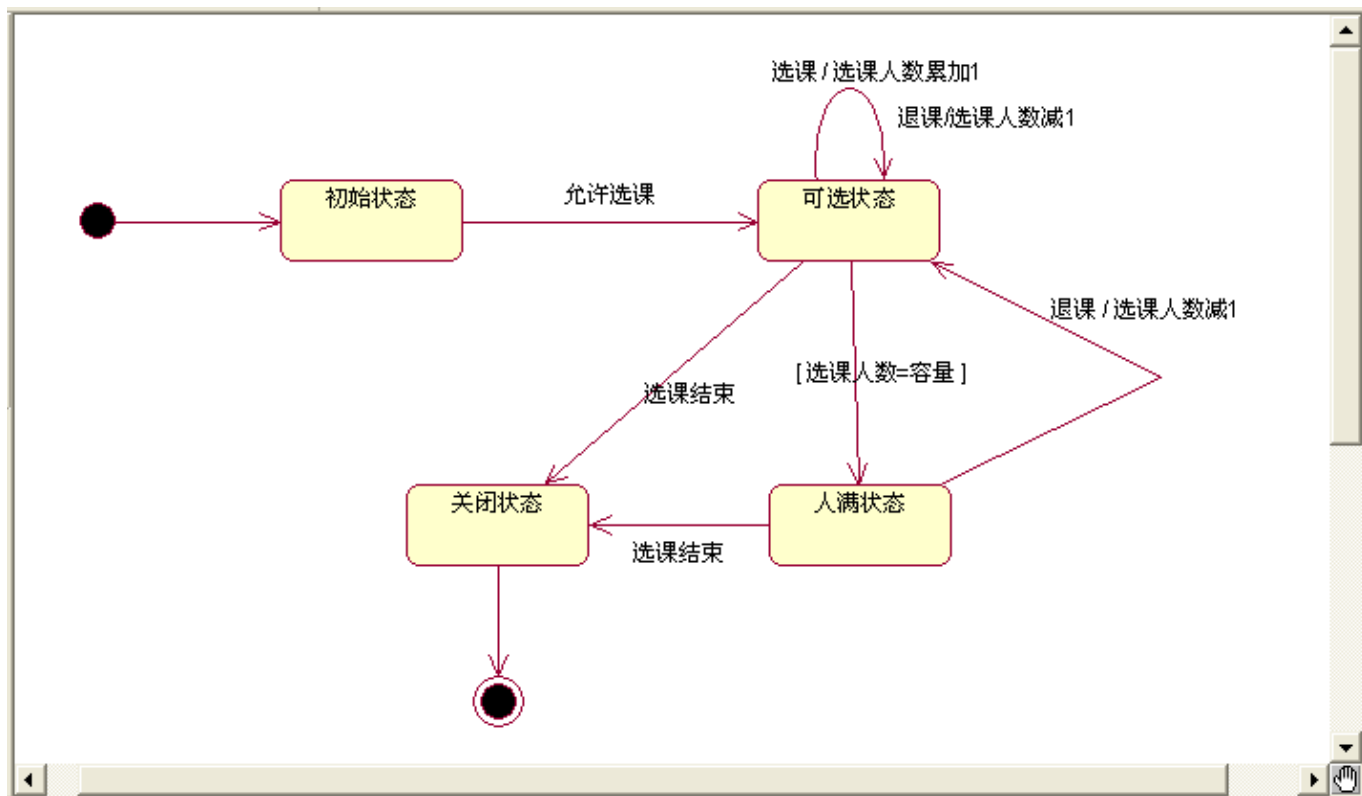 选课 / 选课人数累加1
退课/选课人数减1
初始状态
允许选课
可选状态
退课 / 选课人数减1
[ 选课人数=容量 ]
选课结束
关闭状态
人满状态
选课结束